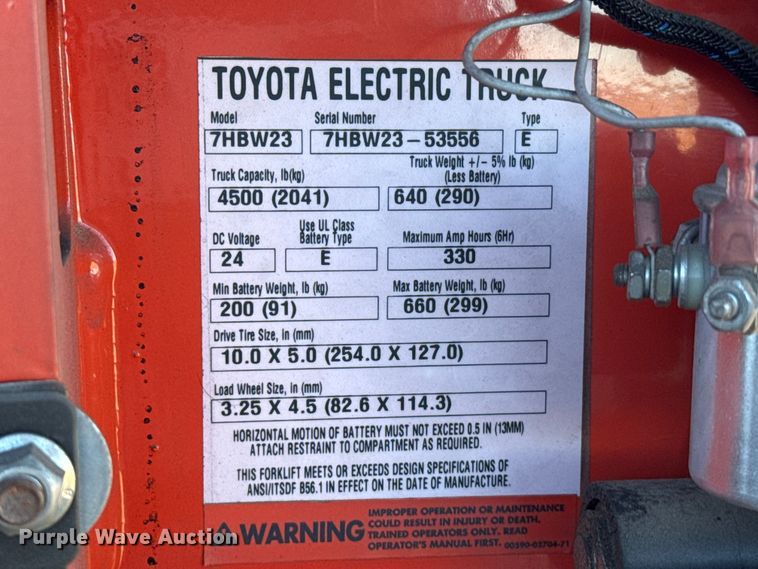 TOYOTA ELECTRIC TRUCK
Model Serial Number Type
7HBW23 7HBW23-53556 E
Truck Capacity, lb(kg) Truck Weight +/- 5% lb (kg)
(Less Battery)
4500 (2041) 640 (290)
DC Voltage Use UL Class Battery Type Maximum Amp Hours (6Hr)
24 E 330
Min Battery Weight, lb (kg) Max Battery Weight, lb (kg)
200 (91) 660 (299)
Drive Tire Size, in (mm)
10.0 X 5.0 (254.0 X 127.0)
Load Wheel Size, in (mm)
3.25 X 4.5 (82.6 X 114.3)
HORIZONTAL MOTION OF BATTERY MUST NOT EXCEED 0.5 IN (13MM)
ATTACH RESTRAINT TO COMPARTMENT AS REQUIRED.
THIS FORKLIFT MEETS OR EXCEEDS DESIGN SPECIFICATIONS OF
ANSI/ITSDF B56.1 IN EFFECT ON THE DATE OF MANUFACTURE.
WARNING
IMPROPER OPERATION OR MAINTENANCE
COULD RESULT IN INJURY OR DEATH.
TRAINED OPERATORS ONLY. READ
OPERATOR'S MANUAL FIRST. 00590-03704-71
Purple Wave Auction